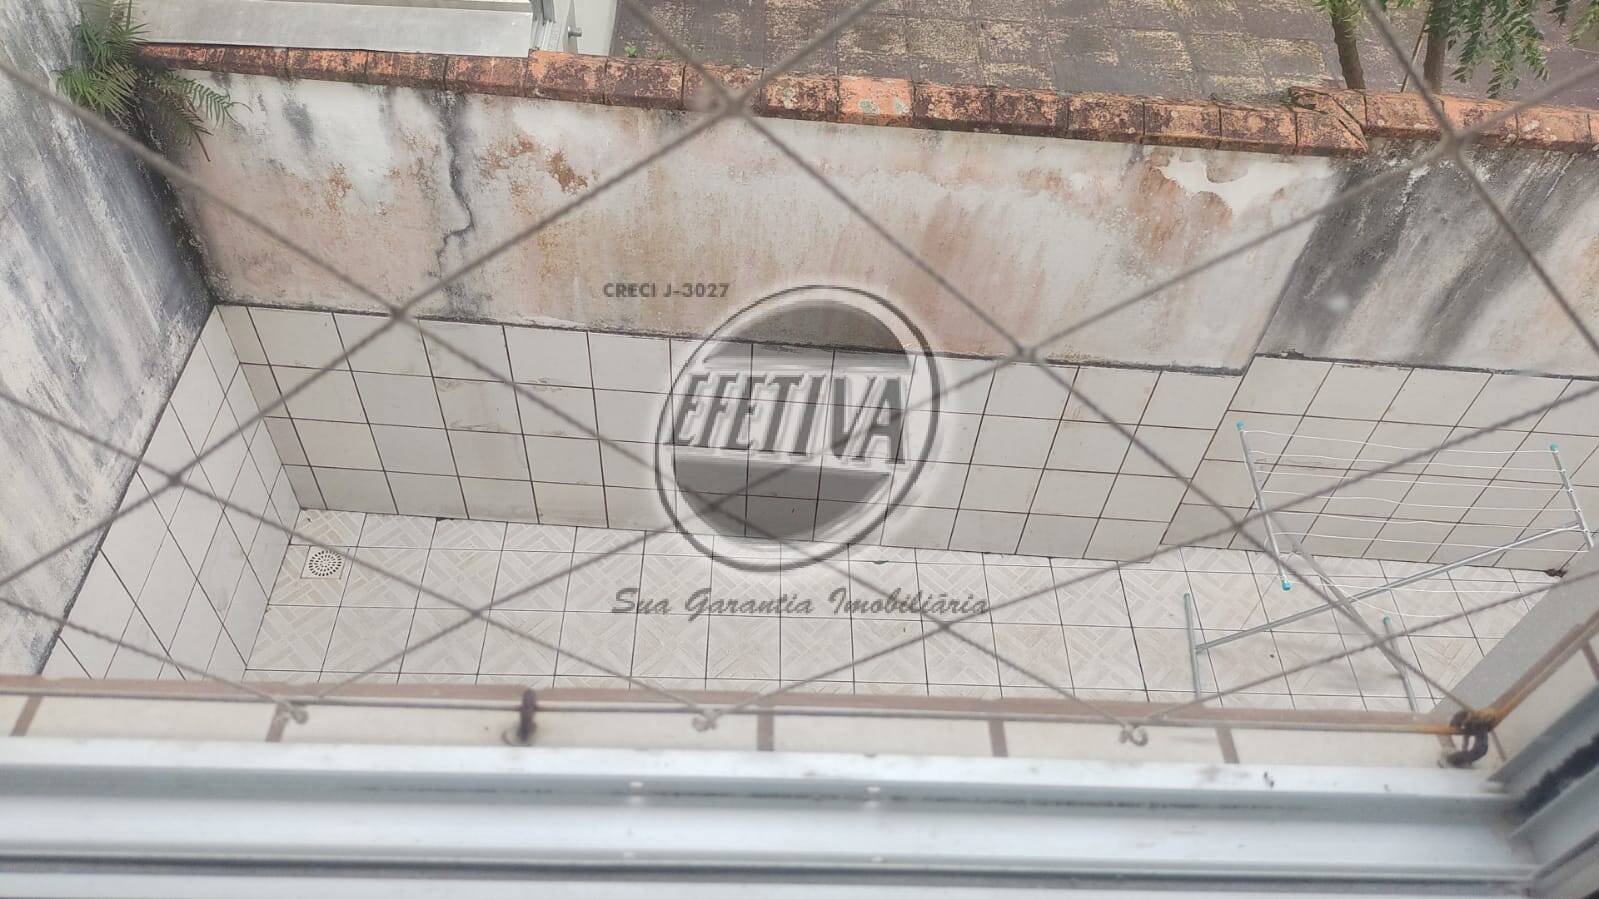 CRECI J-3027
EFETIVA
Sua Garantia Imobiliária